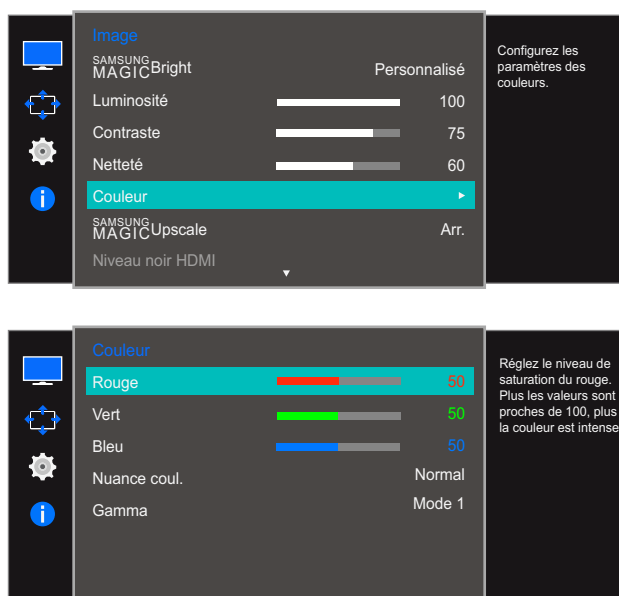 Image
SAMSUNG
MAGICBright Personnalisé
Luminosité 100
Contraste 75
Netteté 60
Couleur
SAMSUNG
MAGICUpscale Arr.
Niveau noir HDMI
Configurez les
paramètres des
couleurs.
Couleur
Rouge 50
Vert 50
Bleu 50
Nuance coul. Normal
Gamma Mode 1
Réglez le niveau de
saturation du rouge.
Plus les valeurs sont
proches de 100, plus
la couleur est intense